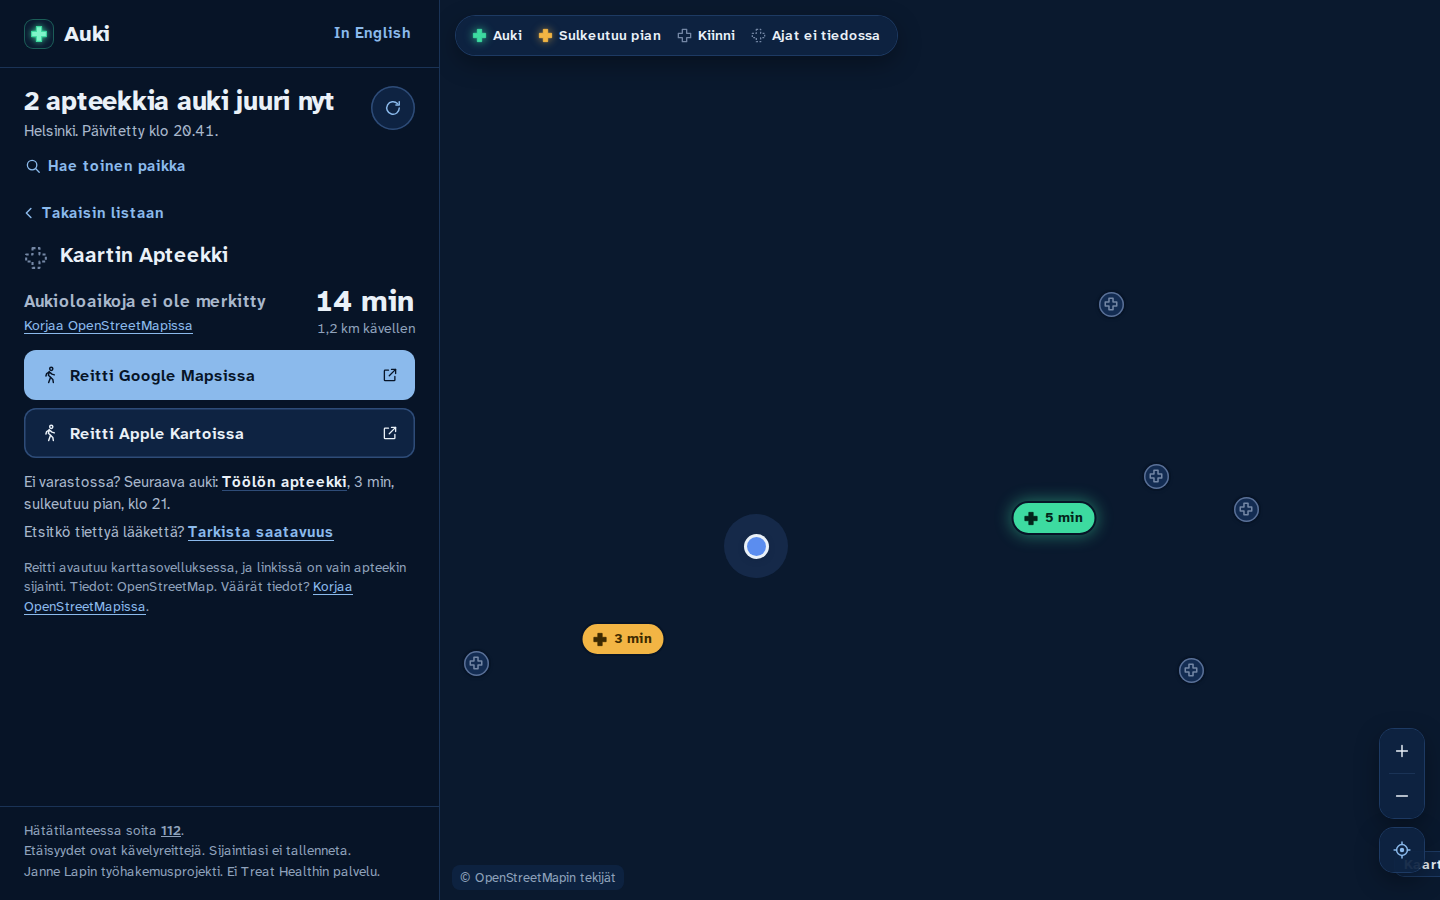 Auki
In English
2 apteekkia auki juuri nyt
Helsinki. Päivitetty klo 20.41.
Hae toinen paikka
Takaisin listaan
Kaartin Apteekki
Aukioloaikoja ei ole merkitty
14 min
Korjaa OpenStreetMapissa
1,2 km kävellen
Reitti Google Mapsissa
Reitti Apple Kartoissa
Ei varastossa? Seuraava auki: Töölön apteekki, 3 min,
sulkeutuu pian, klo 21.
Etsitkö tiettyä lääkettä? Tarkista saatavuus
Reitti avautuu karttasovelluksessa, ja linkissä on vain apteekin
sijainti. Tiedot: OpenStreetMap. Väärät tiedot? Korjaa
OpenStreetMapissa.
Hätätilanteessa soita 112.
Etäisyydet ovat kävelyreittejä. Sijaintiasi ei tallenneta.
Janne Lapin työhakemusprojekti. Ei Treat Healthin palvelu.
Auki Sulkeutuu pian Kiinni Ajat ei tiedossa
5 min
3 min
© OpenStreetMapin tekijät